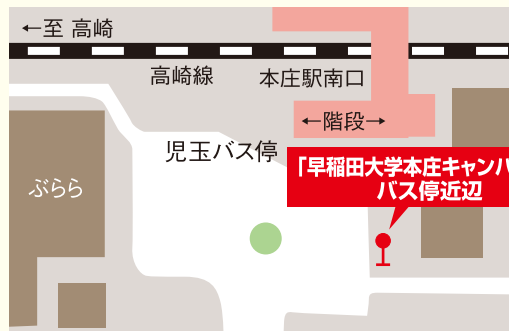 ←至 高崎
高崎線
本庄駅南口
←階段→
児玉バス停
「早稲田大学本庄キャンパ
バス停近辺
ぷらら